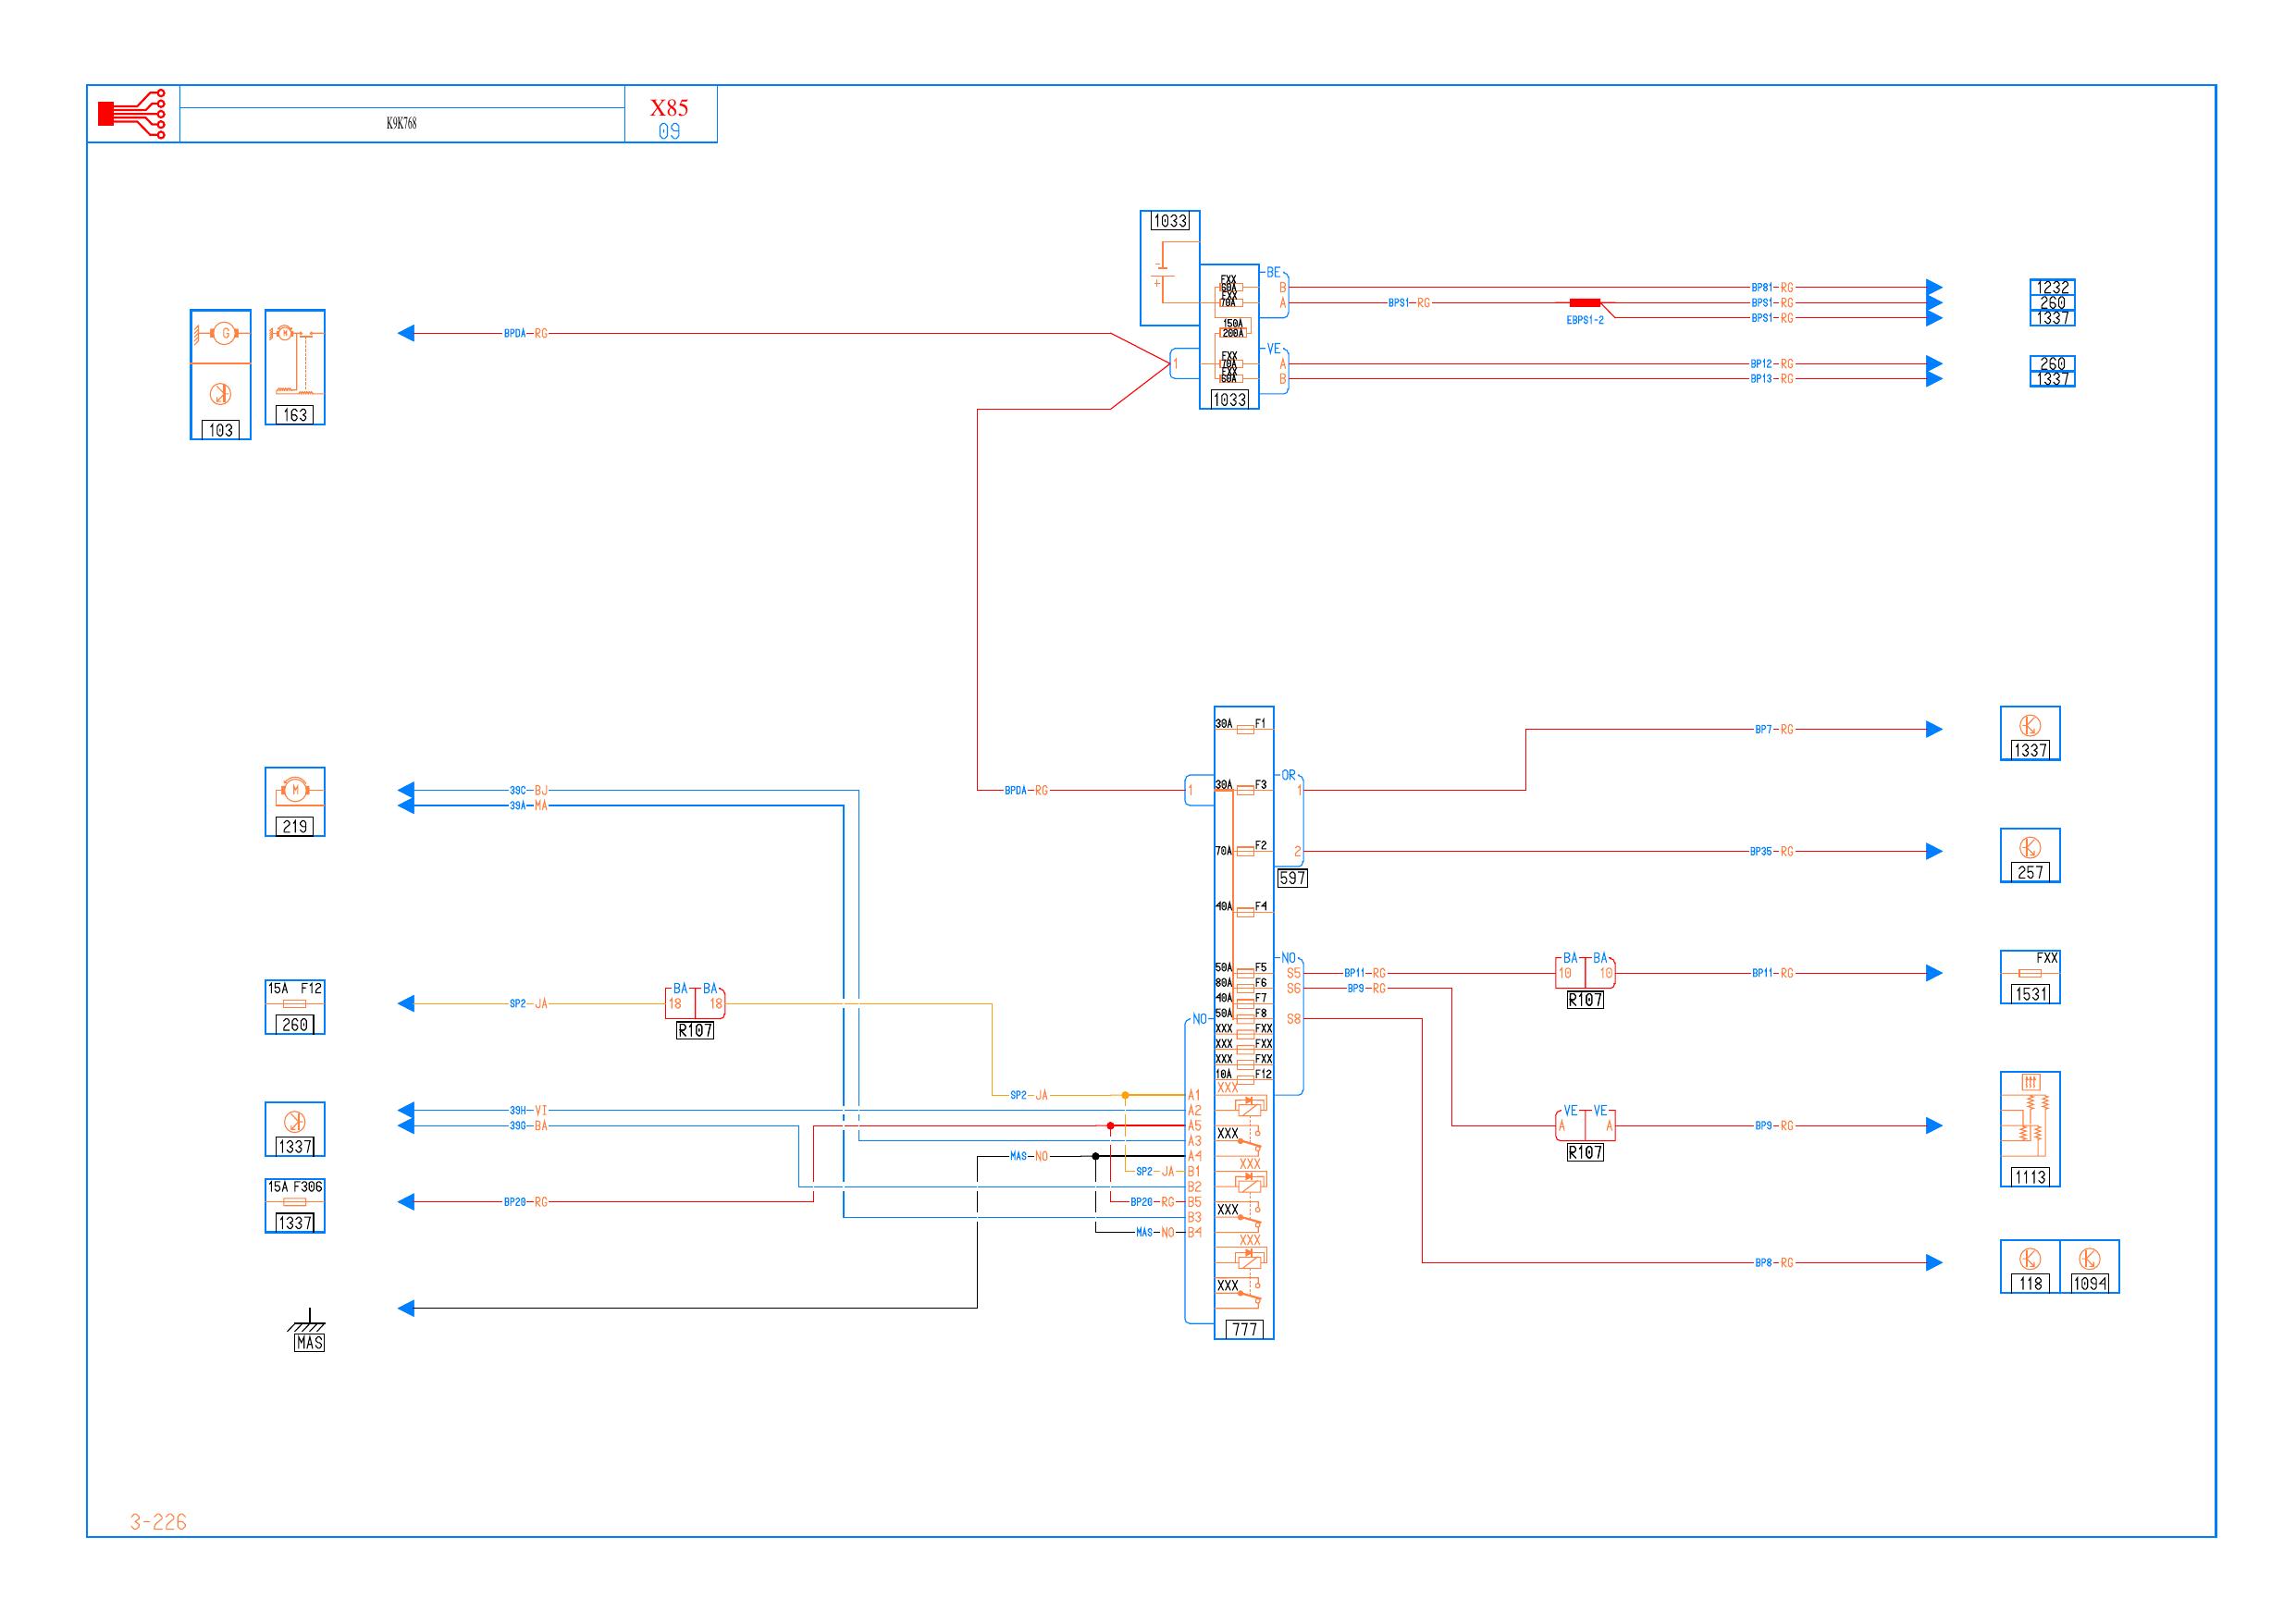 X85
K9K768
09
1033
BE
FXX
60A
B
BP81-RG
1232
FXX
70A
A
BPS1-RG
BPS1-RG
260
EBPS1-2
BPS1-RG
1337
G
M
BPDA-RG
150A
200A
VE
1
FXX
70A
A
BP12-RG
260
FXX
60A
B
BP13-RG
1337
1033
163
103
30A F1
BP7-RG
1337
OR
M
39C-BJ
BPDA-RG
1
30A F3
1
39A-MA
219
70A F2
2
BP35-RG
257
597
40A F4
NO
FXX
50A F5
S5
BP11-RG
BA BA
10 10
BP11-RG
80A F6
S6
BP9-RG
1531
15A F12
BA BA
40A F7
R107
SP2-JA
18 18
260
R107
NO
50A F8
S8
XXX FXX
XXX FXX
XXX FXX
10A F12
XXX
SP2-JA
A1
39H-VI
A2
VE VE
39G-BA
A5
A A
BP9-RG
1337
XXX
A3
R107
MAS-NO
A4
XXX
SP2-JA
B1
1113
15A F306
B2
BP20-RG
BP20-RG
B5
1337
XXX
B3
MAS-NO
B4
XXX
BP8-RG
118
1094
XXX
MAS
777
3-226